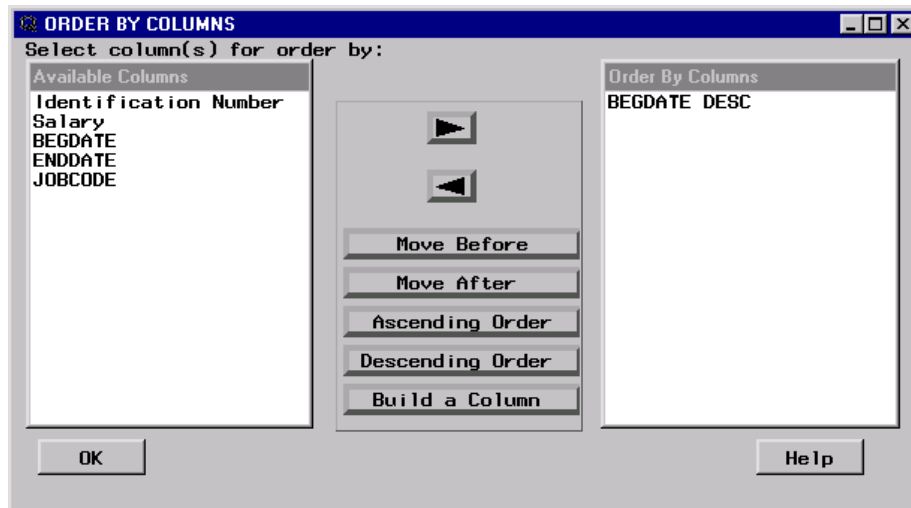 ORDER BY COLUMNS
Select column(s) for order by:
Available Columns
Identification Number
Salary
BEGDATE
ENDDATE
JOBCODE
Move Before
Move After
Ascending Order
Descending Order
Build a Column
Order By Columns
BEGDATE DESC
OK
Help